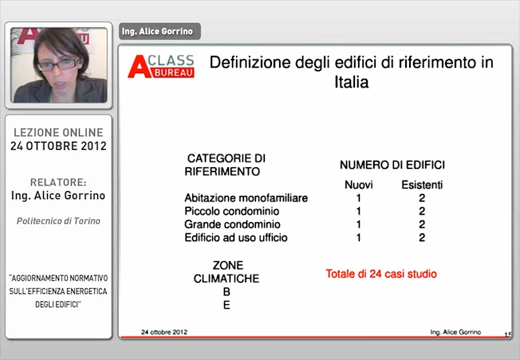 Ing. Alice Gorrino
LEZIONE ONLINE
24 OTTOBRE 2012
RELATORE:
Ing. Alice Gorrino
Politecnico di Torino
"AGGIORNAMENTO NORMATIVO
SULL'EFFICIENZA ENERGETICA
DEGLI EDIFICI"
A CLASS
BUREAU
Definizione degli edifici di riferimento in
Italia
CATEGORIE DI
RIFERIMENTO
NUMERO DI EDIFICI
Nuovi Esistenti
Abitazione monofamiliare 1 2
Piccolo condominio 1 2
Grande condominio 1 2
Edificio ad uso ufficio 1 2
ZONE
CLIMATICHE
B
E
Totale di 24 casi studio
24 ottobre 2012 Ing. Alice Gorrino